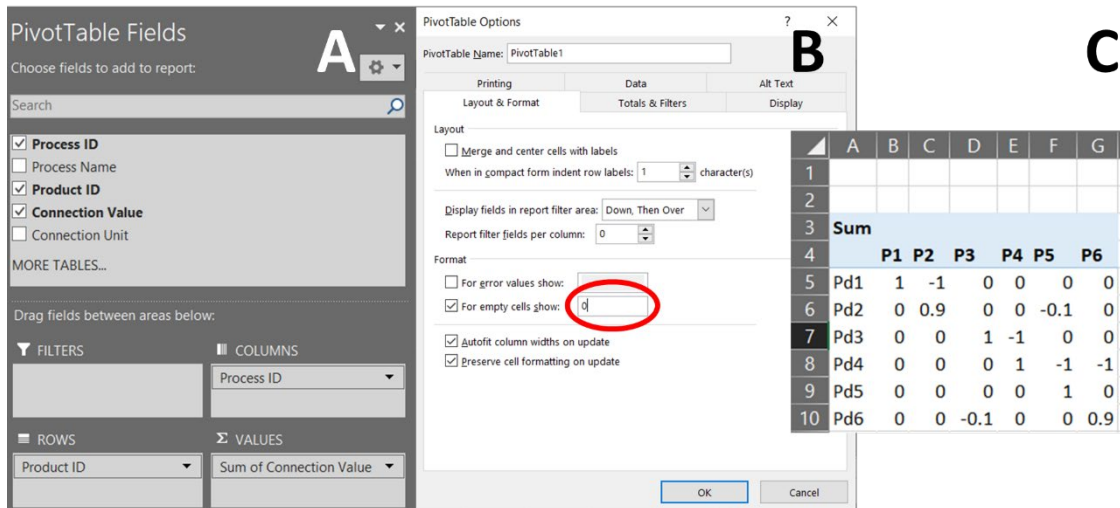 PivotTable Fields
A
Choose fields to add to report:
Search
Process ID
Process Name
Product ID
Connection Value
Connection Unit
MORE TABLES...
Drag fields between areas below:
FILTERS
COLUMNS
Process ID
ROWS
Σ VALUES
Product ID
Sum of Connection Value
PivotTable Options
?
B
PivotTable Name: PivotTable1
Printing Data Alt Text
Layout & Format Totals & Filters Display
Layout
Merge and center cells with labels
When in compact form indent row labels: 1 character(s)
Display fields in report filter area: Down, Then Over
Report filter fields per column: 0
Format
For error values show:
For empty cells show: 0
Autofit column widths on update
Preserve cell formatting on update
OK Cancel
C
A B C D E F G
1
2
3 Sum
4 P1 P2 P3 P4 P5 P6
5 Pd1 1 -1 0 0 0 0
6 Pd2 0 0.9 0 0 -0.1 0
7 Pd3 0 0 1 -1 0 0
8 Pd4 0 0 0 1 -1 -1
9 Pd5 0 0 0 0 1 0
10 Pd6 0 0 -0.1 0 0 0.9